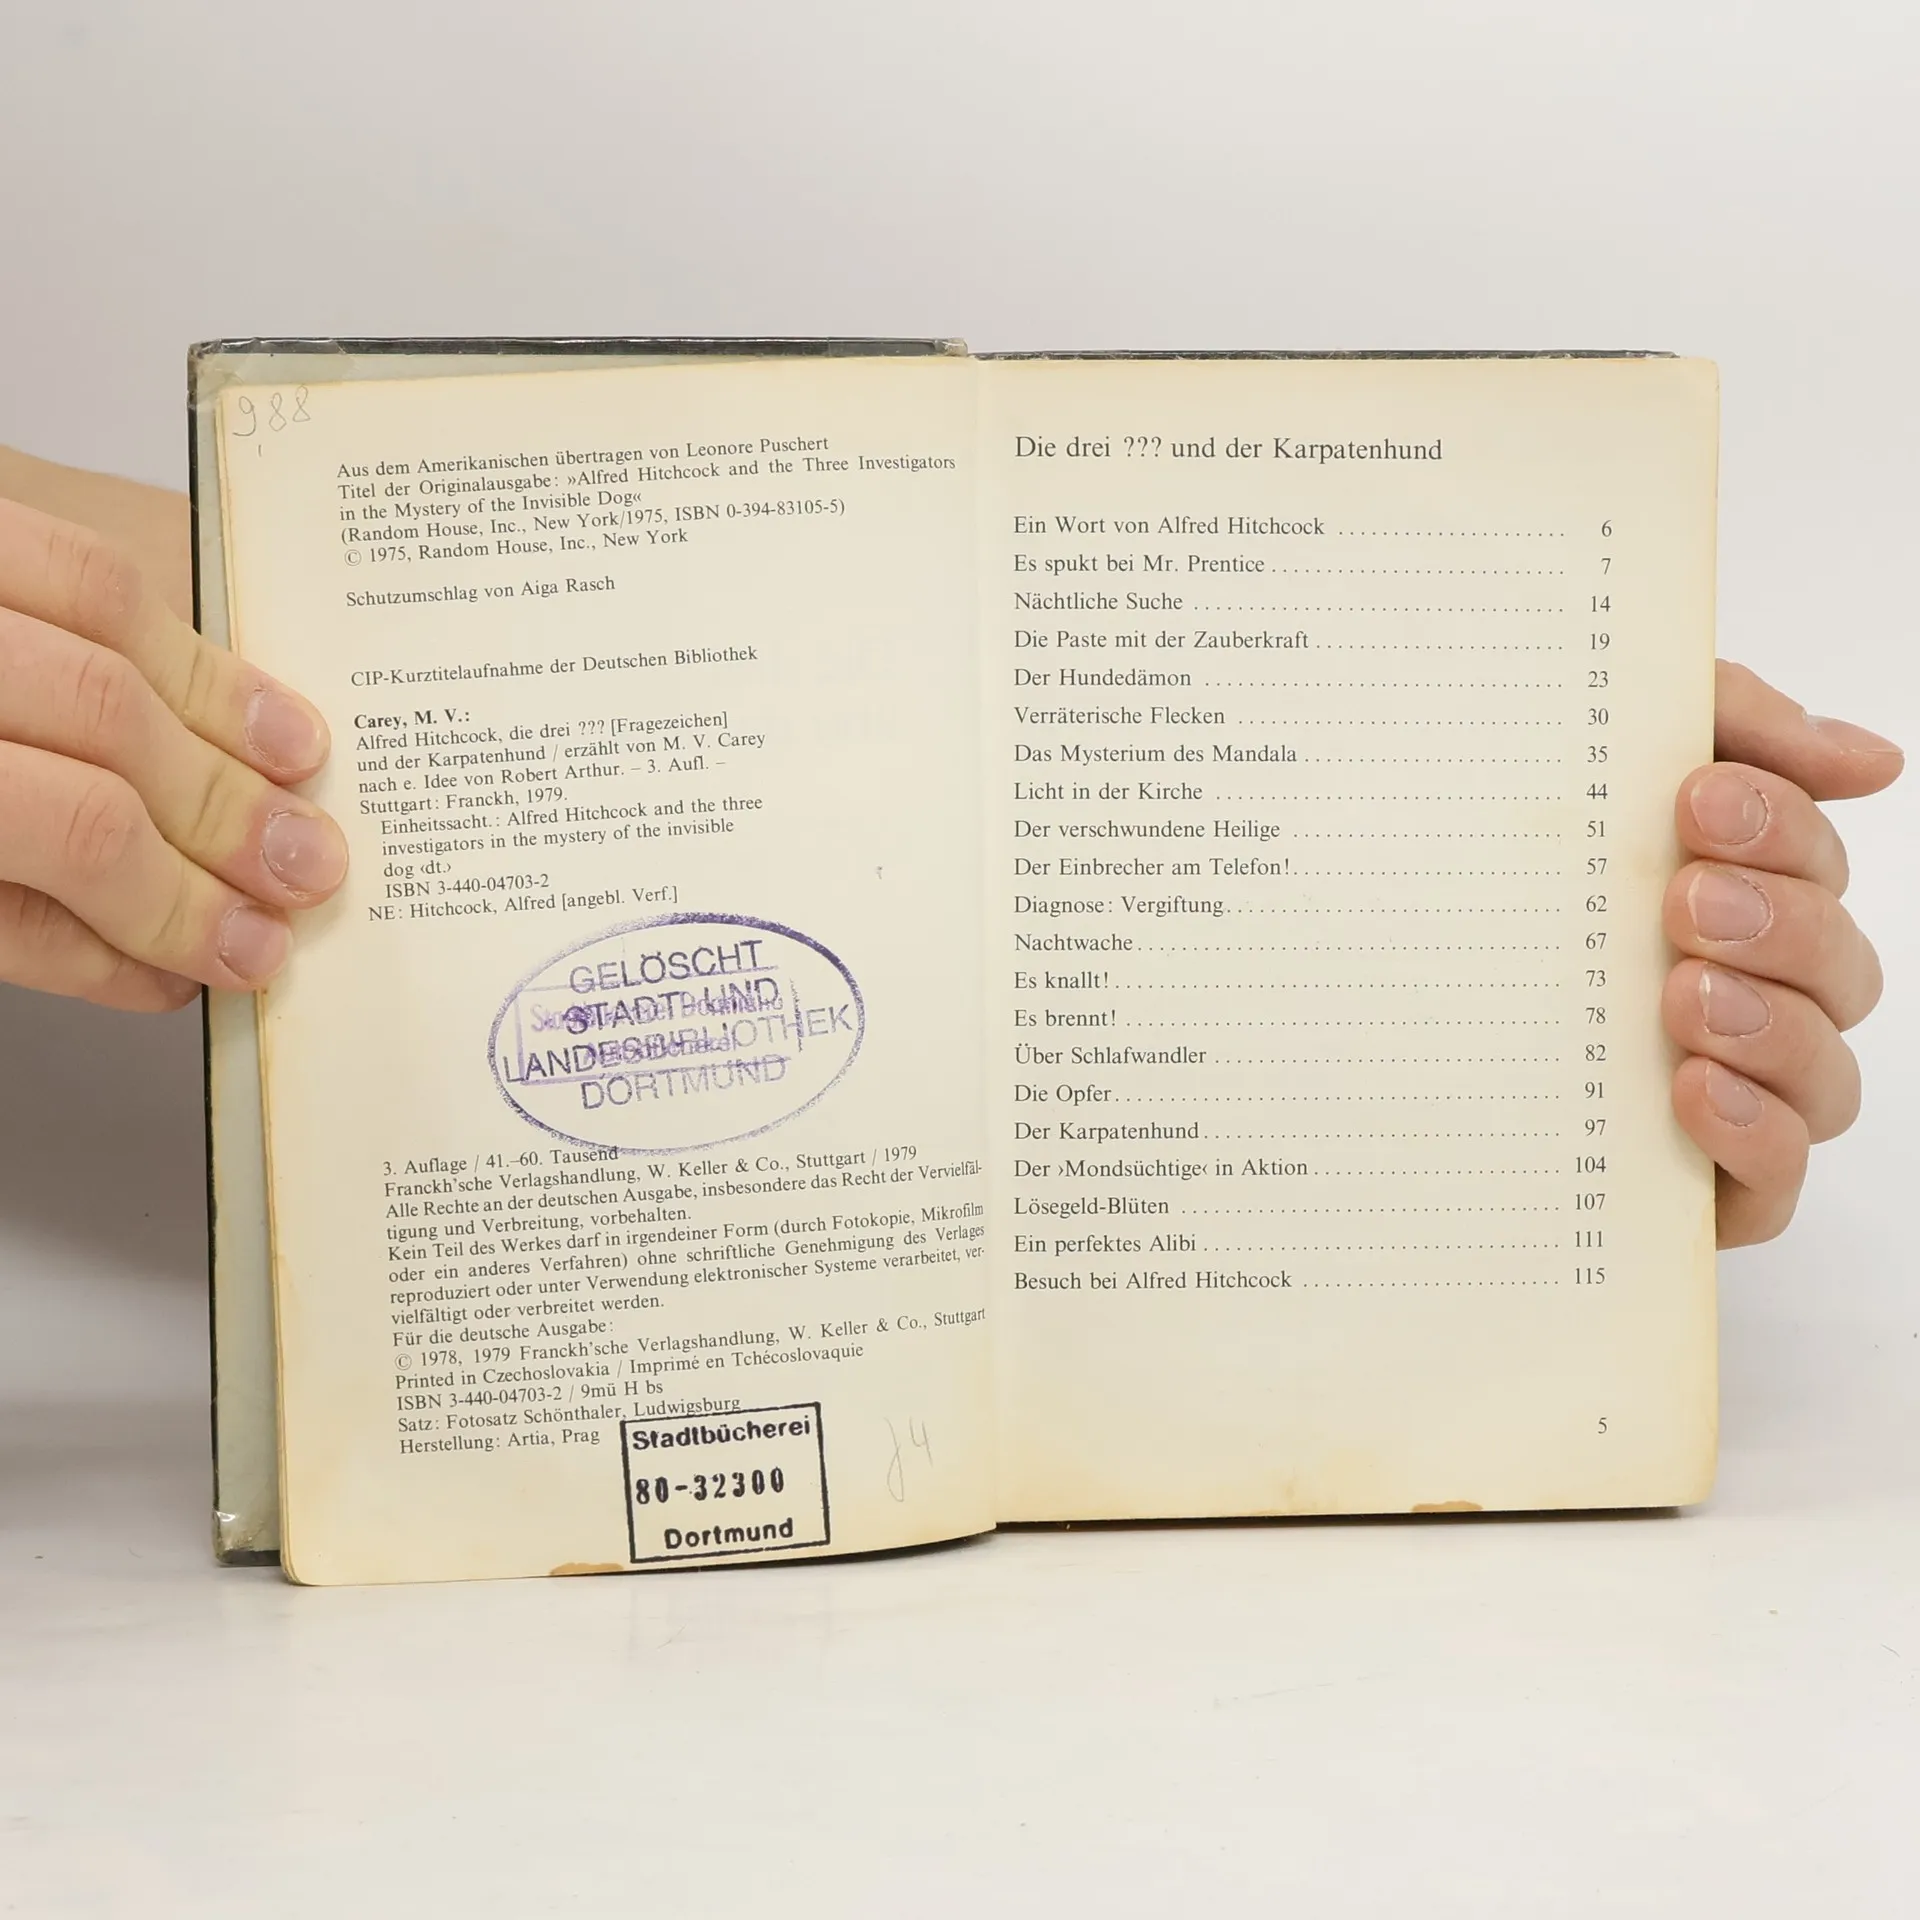 988
Aus dem Amerikanischen übertragen von Leonore Puschert
Titel der Originalausgabe: »Alfred Hitchcock and the Three Investigators
in the Mystery of the Invisible Dog«
(Random House, Inc., New York/1975, ISBN 0-394-83105-5)
© 1975, Random House, Inc., New York
Schutzumschlag von Aiga Rasch
CIP-Kurztitelaufnahme der Deutschen Bibliothek
Carey, M. V.:
Alfred Hitchcock, die drei ??? [Fragezeichen]
und der Karpatenhund / erzählt von M. V. Carey
nach e. Idee von Robert Arthur. – 3. Aufl. –
Stuttgart: Franckh, 1979.
Einheitssacht.: Alfred Hitchcock and the three
investigators in the mystery of the invisible
dog ‹dt.›
ISBN 3-440-04703-2
NE: Hitchcock, Alfred [angebl. Verf.]
GELÖSCHT
STADT- UND
LANDESBIBLIOTHEK
DORTMUND
3. Auflage / 41.–60. Tausend
Franckh'sche Verlagshandlung, W. Keller & Co., Stuttgart / 1979
Alle Rechte an der deutschen Ausgabe, insbesondere das Recht der Vervielfäl-
tigung und Verbreitung, vorbehalten.
Kein Teil des Werkes darf in irgendeiner Form (durch Fotokopie, Mikrofilm
oder ein anderes Verfahren) ohne schriftliche Genehmigung des Verlages
reproduziert oder unter Verwendung elektronischer Systeme verarbeitet, ver-
vielfältigt oder verbreitet werden.
Für die deutsche Ausgabe:
© 1978, 1979 Franckh'sche Verlagshandlung, W. Keller & Co., Stuttgart
Printed in Czechoslovakia / Imprimé en Tchécoslovaquie
ISBN 3-440-04703-2 / 9mü H bs
Satz: Fotosatz Schönthaler, Ludwigsburg
Herstellung: Artia, Prag
Stadtbücherei
80-32300
Dortmund
Die drei ??? und der Karpatenhund
Ein Wort von Alfred Hitchcock ..................... 6
Es spukt bei Mr. Prentice ........................... 7
Nächtliche Suche .................................. 14
Die Paste mit der Zauberkraft ....................... 19
Der Hundedämon ................................. 23
Verräterische Flecken .............................. 30
Das Mysterium des Mandala ........................ 35
Licht in der Kirche ................................ 44
Der verschwundene Heilige ......................... 51
Der Einbrecher am Telefon! ......................... 57
Diagnose: Vergiftung ............................... 62
Nachtwache ....................................... 67
Es knallt! ......................................... 73
Es brennt! ........................................ 78
Über Schlafwandler ................................ 82
Die Opfer ......................................... 91
Der Karpatenhund ................................. 97
Der ›Mondsüchtige‹ in Aktion ....................... 104
Lösegeld-Blüten ................................... 107
Ein perfektes Alibi ................................. 111
Besuch bei Alfred Hitchcock ........................ 115
5